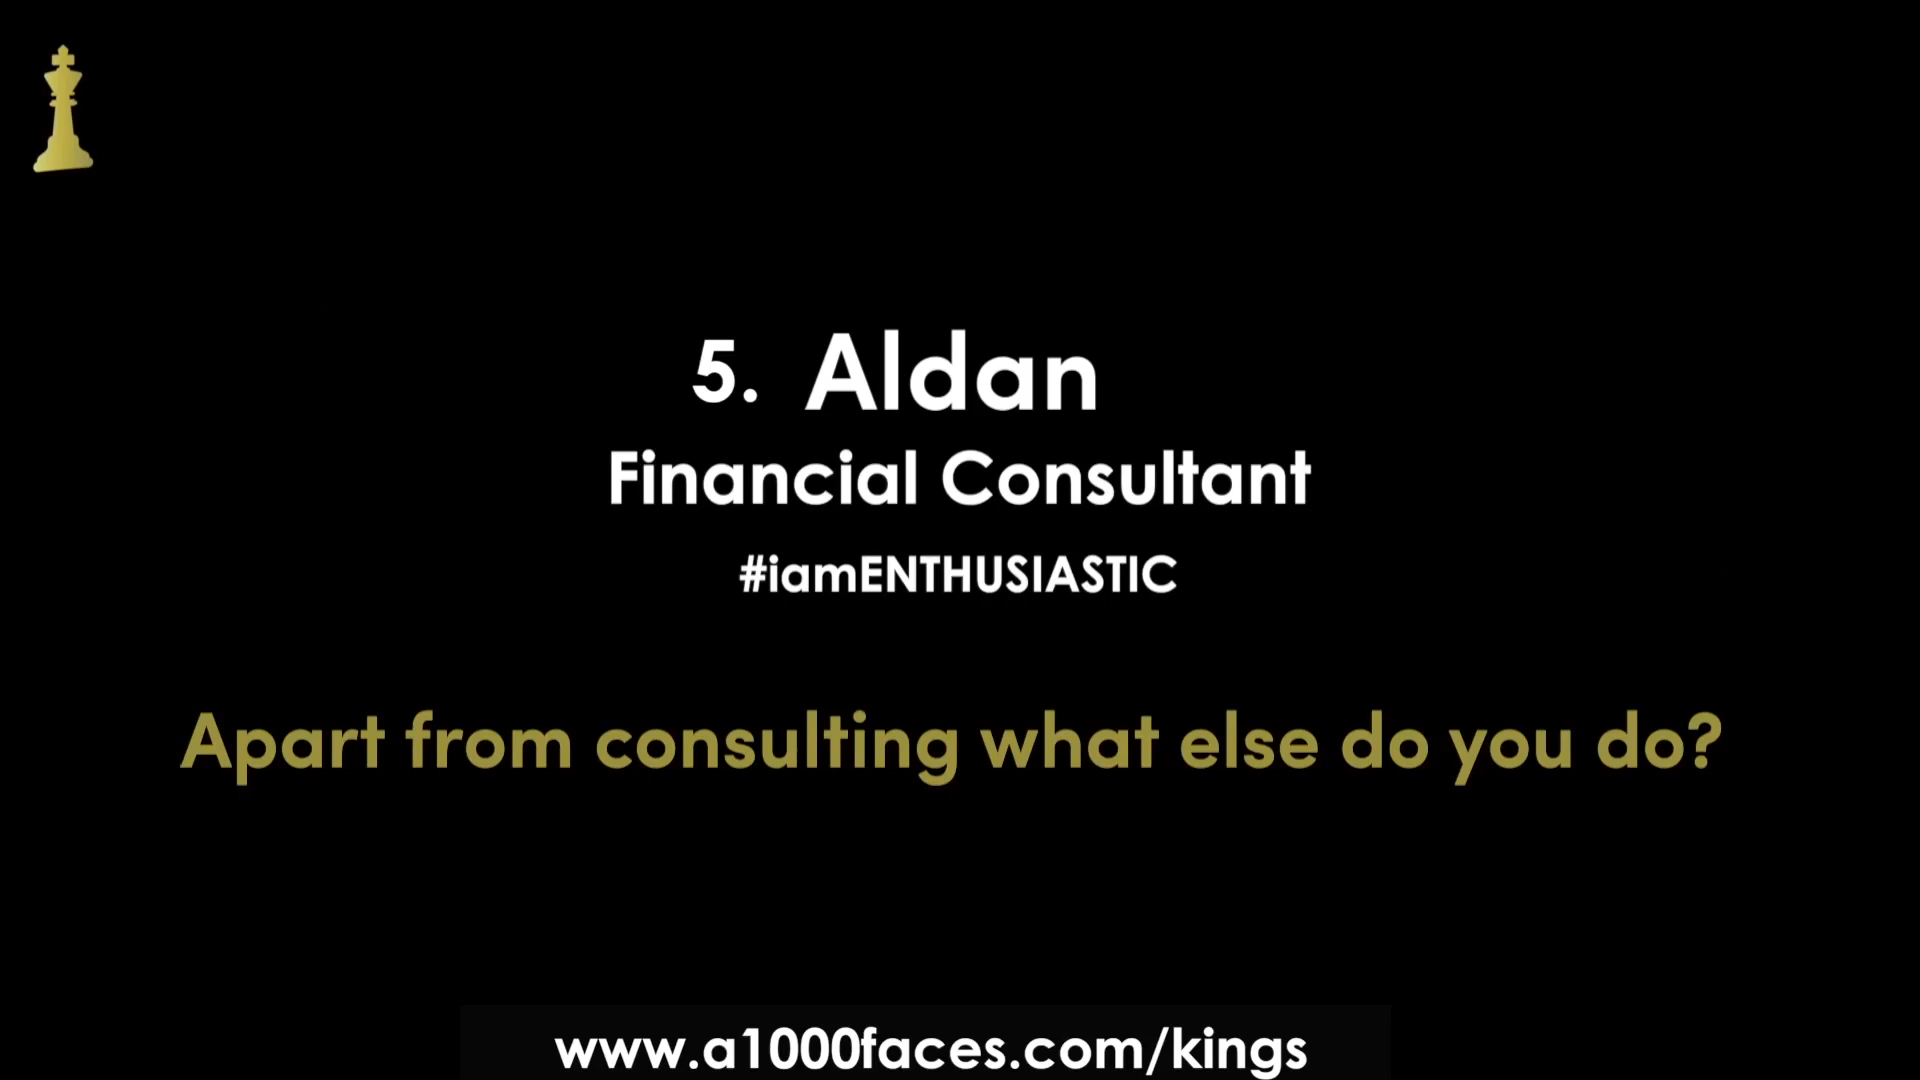 5. Aldan
Financial Consultant
#iamENTHUSIASTIC
Apart from consulting what else do you do?
www.a1000faces.com/kings